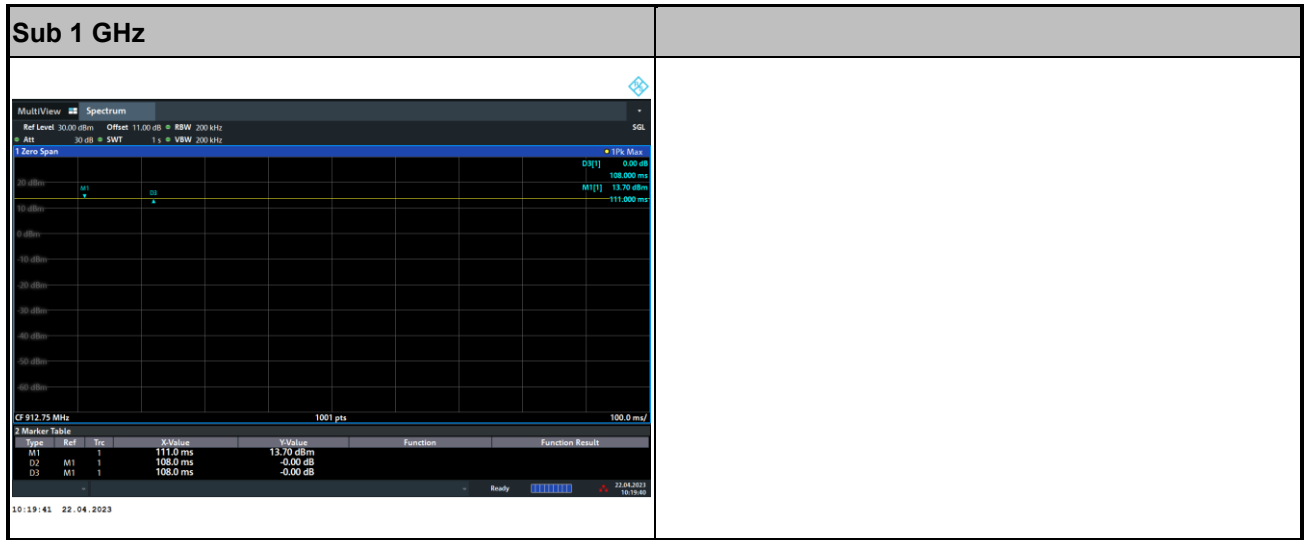 Sub 1 GHz
MultiView Spectrum
Ref Level 30.00 dBm Offset 11.00 dB RBW 200 kHz SGL
Att 30 dB SWT 1 s VBW 200 kHz
1 Zero Span 1Pk Max
D3[1] 0.00 dB
108.000 ms
20 dBm M1 D3 M1[1] 13.70 dBm
111.000 ms
10 dBm
0 dBm
-10 dBm
-20 dBm
-30 dBm
-40 dBm
-50 dBm
-60 dBm
CF 912.75 MHz 1001 pts 100.0 ms/
2 Marker Table
Type Ref Trc X-Value Y-Value Function Function Result
M1 1 111.0 ms 13.70 dBm
D2 M1 1 108.0 ms -0.00 dB
D3 M1 1 108.0 ms -0.00 dB
Ready 22.04.2023
10:19:40
10:19:41 22.04.2023